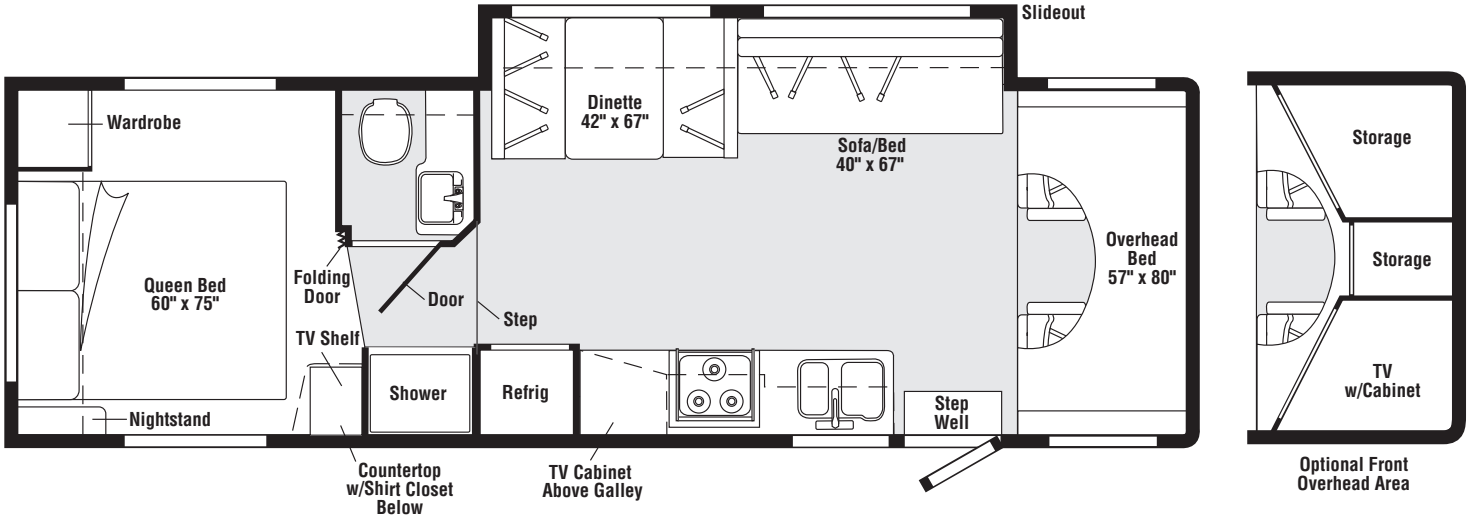 Slideout
Wardrobe
Dinette
42" x 67"
Sofa/Bed
40" x 67"
Storage
Queen Bed
60" x 75"
Folding
Door
Door
Step
Overhead
Bed
57" x 80"
Storage
TV Shelf
Shower
Refrig
Step
Well
TV
w/Cabinet
Nightstand
Countertop
w/Shirt Closet
Below
TV Cabinet
Above Galley
Optional Front
Overhead Area